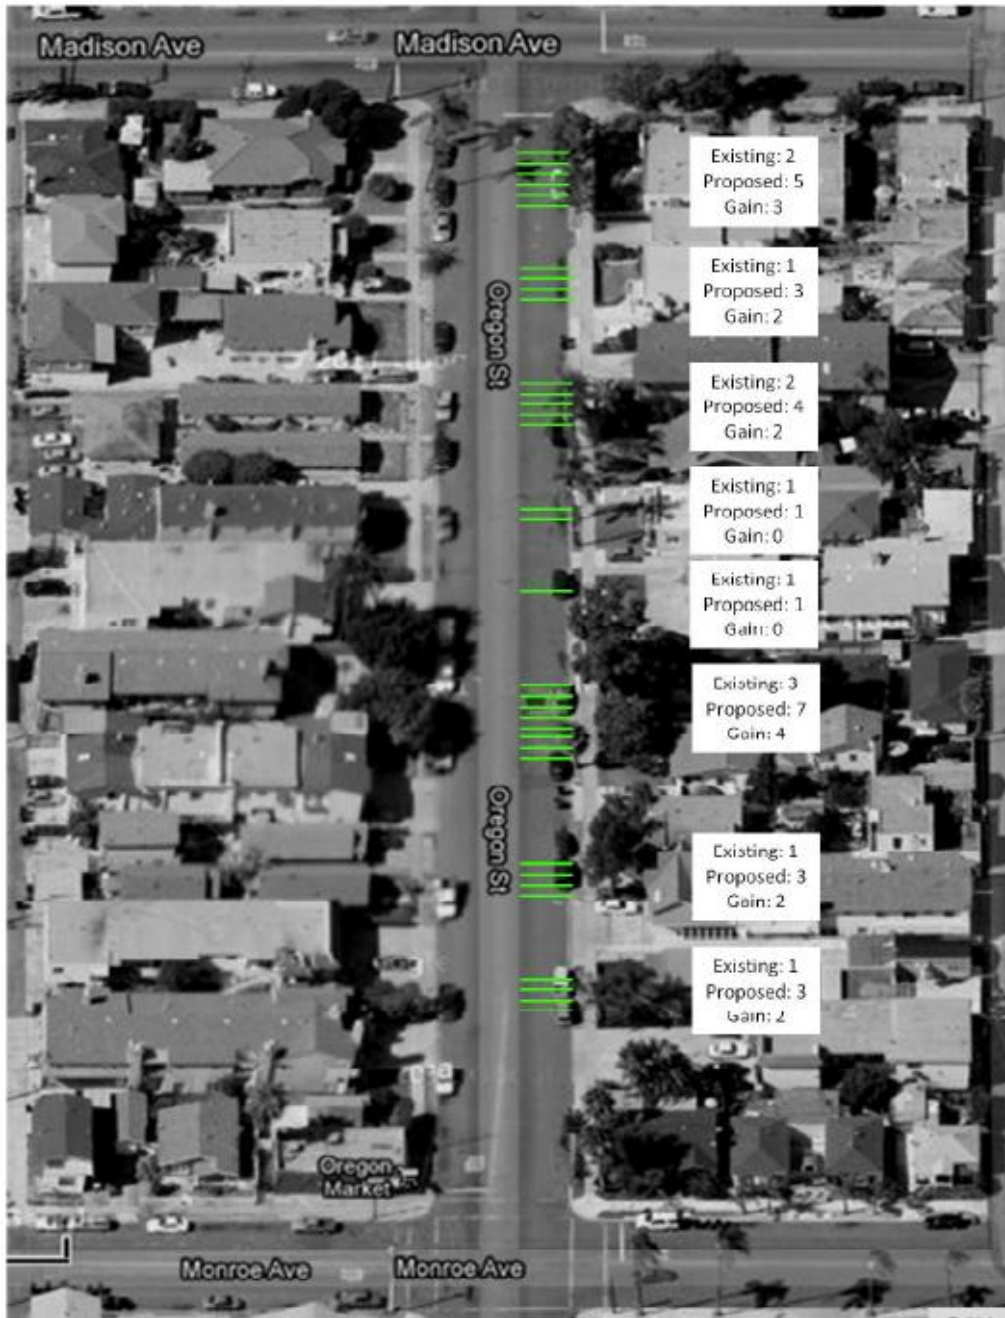 Madison Ave
Madison Ave
Existing: 2
Proposed: 5
Gain: 3
Existing: 1
Proposed: 3
Gain: 2
Oregon St
Existing: 2
Proposed: 4
Gain: 2
Existing: 1
Proposed: 1
Gain: 0
Existing: 1
Proposed: 1
Gain: 0
Existing: 3
Proposed: 7
Gain: 4
Oregon St
Existing: 1
Proposed: 3
Gain: 2
Existing: 1
Proposed: 3
Gain: 2
Oregon
Market
Monroe Ave
Monroe Ave